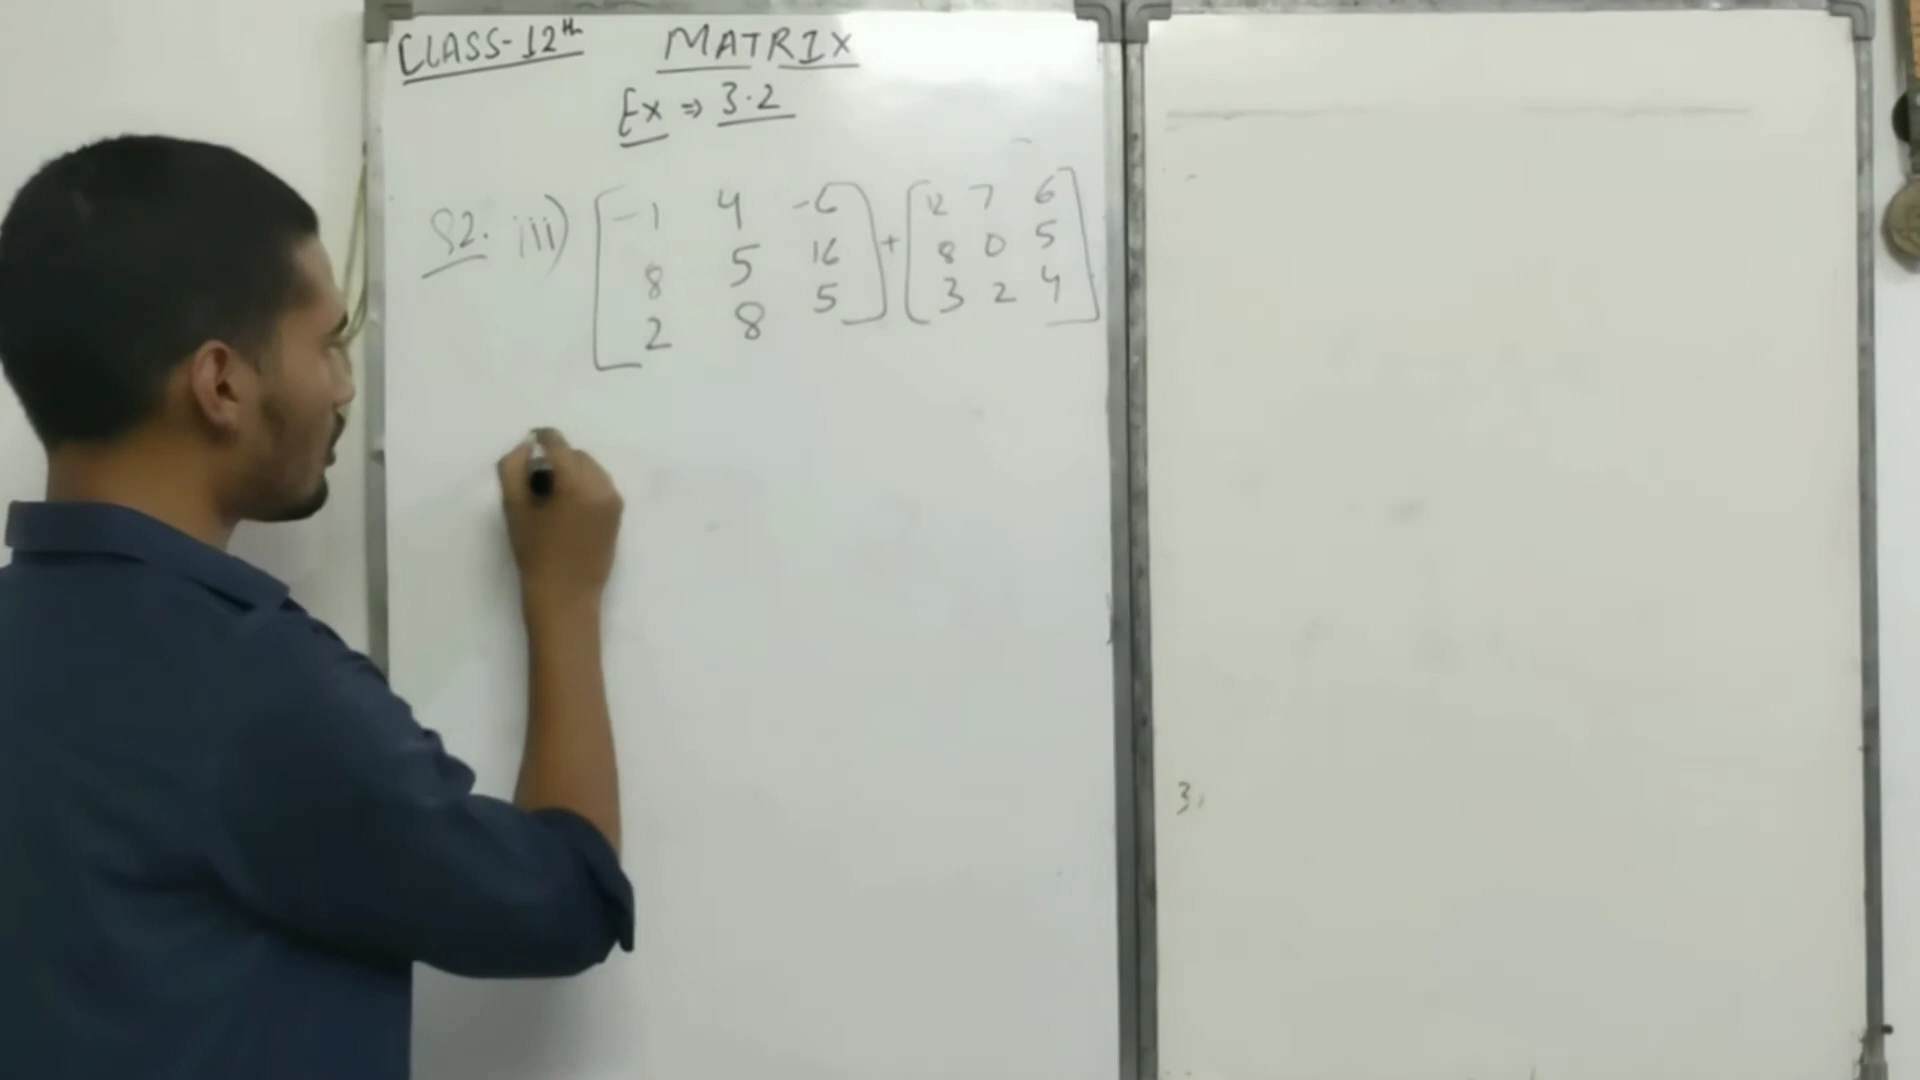 CLASS-12th MATRIX
Ex ⇒ 3.2
S2. iii) [-1 4 -6] + [12 7 6]
8 5 16 8 0 5
2 8 5 3 2 4
3.